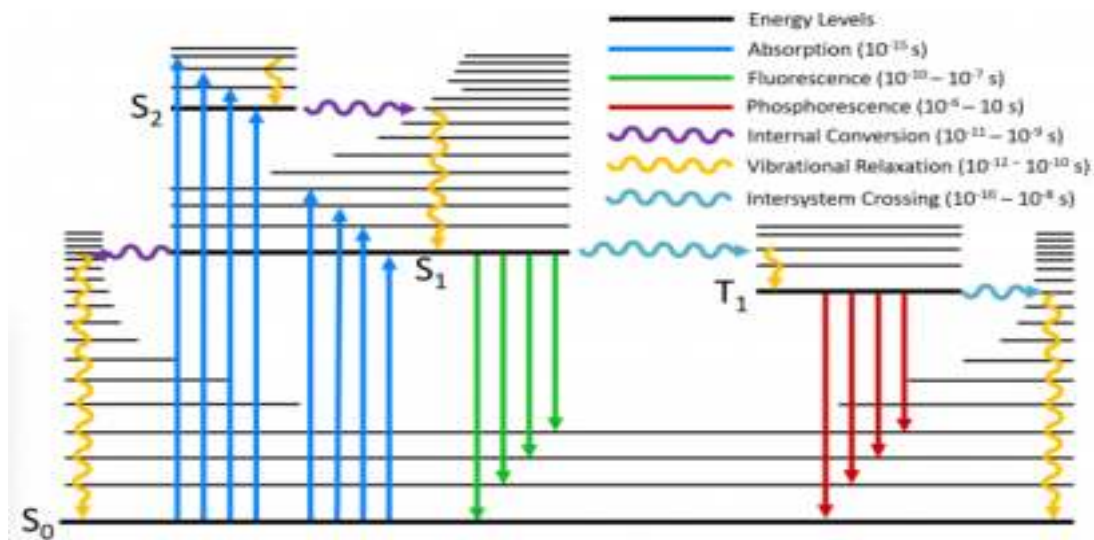 Energy Levels
Absorption (10⁻¹⁵ s)
Fluorescence (10⁻¹⁰ – 10⁻⁷ s)
Phosphorescence (10⁻⁶ – 10 s)
Internal Conversion (10⁻¹¹ – 10⁻⁹ s)
Vibrational Relaxation (10⁻¹² – 10⁻¹⁰ s)
Intersystem Crossing (10⁻¹⁰ – 10⁻⁸ s)
S₂
S₁
T₁
S₀